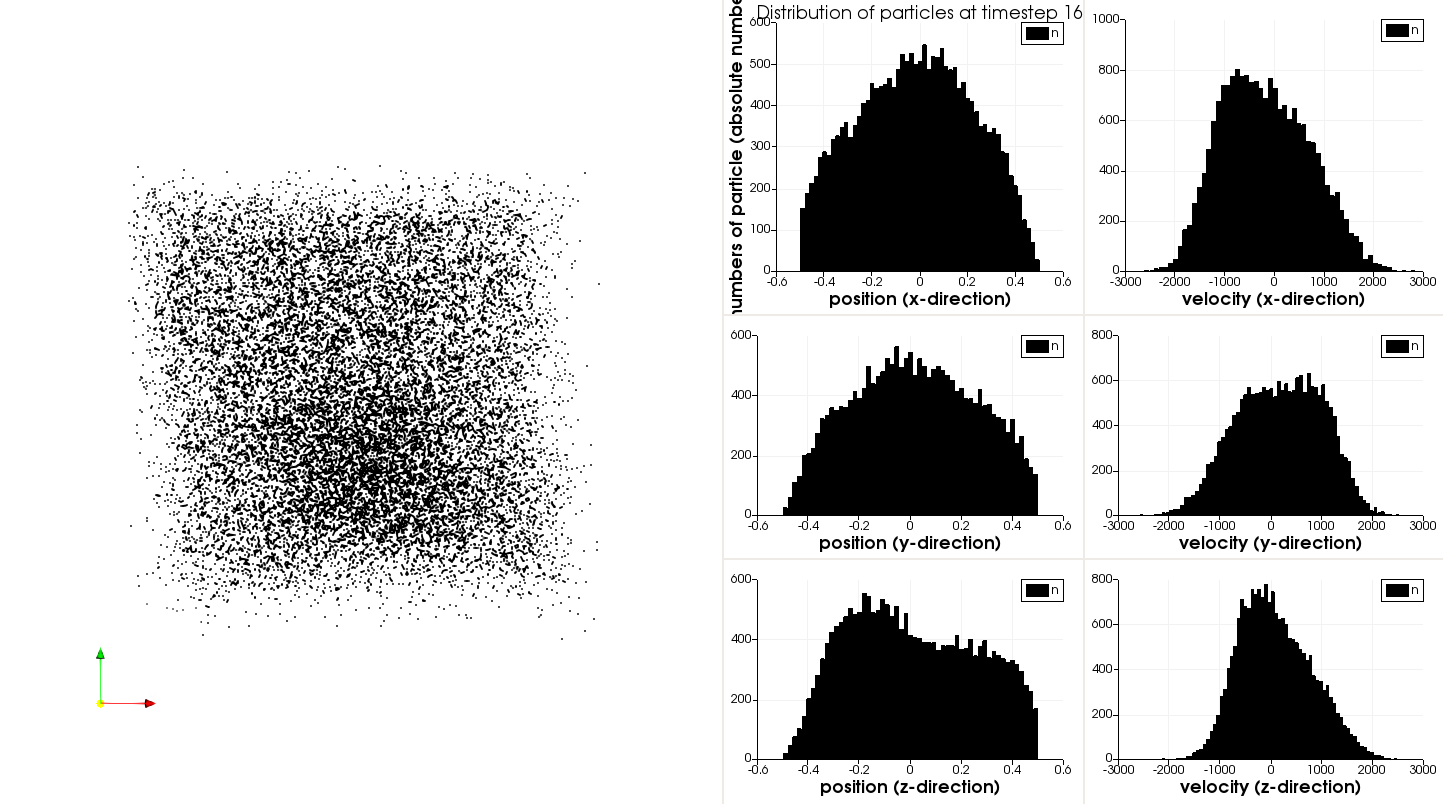 Distribution of particles at timestep 16
numbers of particle (absolute numbe
600
500
400
300
200
100
0
-0.6 -0.4 -0.2 0 0.2 0.4 0.6
position (x-direction)
n
1000
800
600
400
200
0
-3000 -2000 -1000 0 1000 2000 3000
velocity (x-direction)
n
600
400
200
0
-0.6 -0.4 -0.2 0 0.2 0.4 0.6
position (y-direction)
n
800
600
400
200
0
-3000 -2000 -1000 0 1000 2000 3000
velocity (y-direction)
n
600
400
200
0
-0.6 -0.4 -0.2 0 0.2 0.4 0.6
position (z-direction)
n
800
600
400
200
0
-3000 -2000 -1000 0 1000 2000 3000
velocity (z-direction)
n